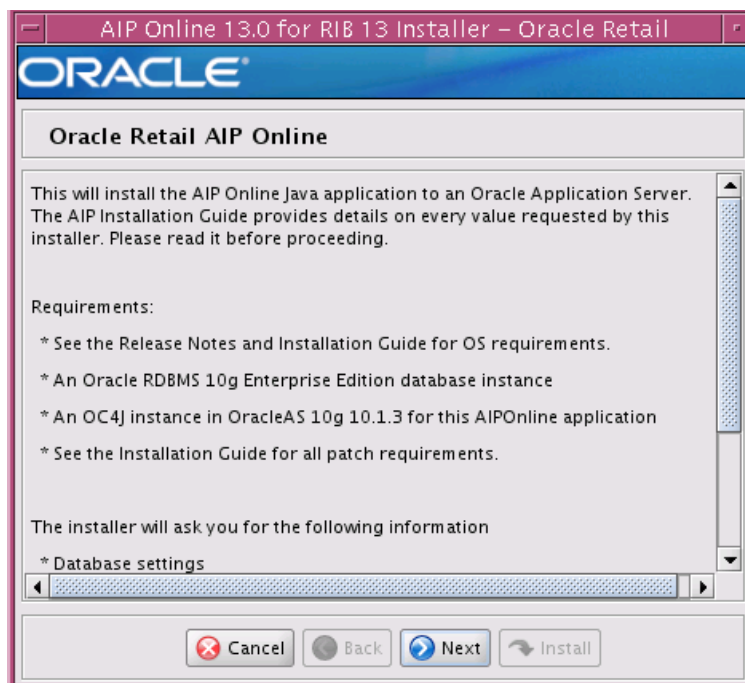 AIP Online 13.0 for RIB 13 Installer – Oracle Retail
ORACLE®
Oracle Retail AIP Online
This will install the AIP Online Java application to an Oracle Application Server.
The AIP Installation Guide provides details on every value requested by this
installer. Please read it before proceeding.
Requirements:
* See the Release Notes and Installation Guide for OS requirements.
* An Oracle RDBMS 10g Enterprise Edition database instance
* An OC4J instance in OracleAS 10g 10.1.3 for this AIPOnline application
* See the Installation Guide for all patch requirements.
The installer will ask you for the following information
* Database settings
Cancel Back Next Install